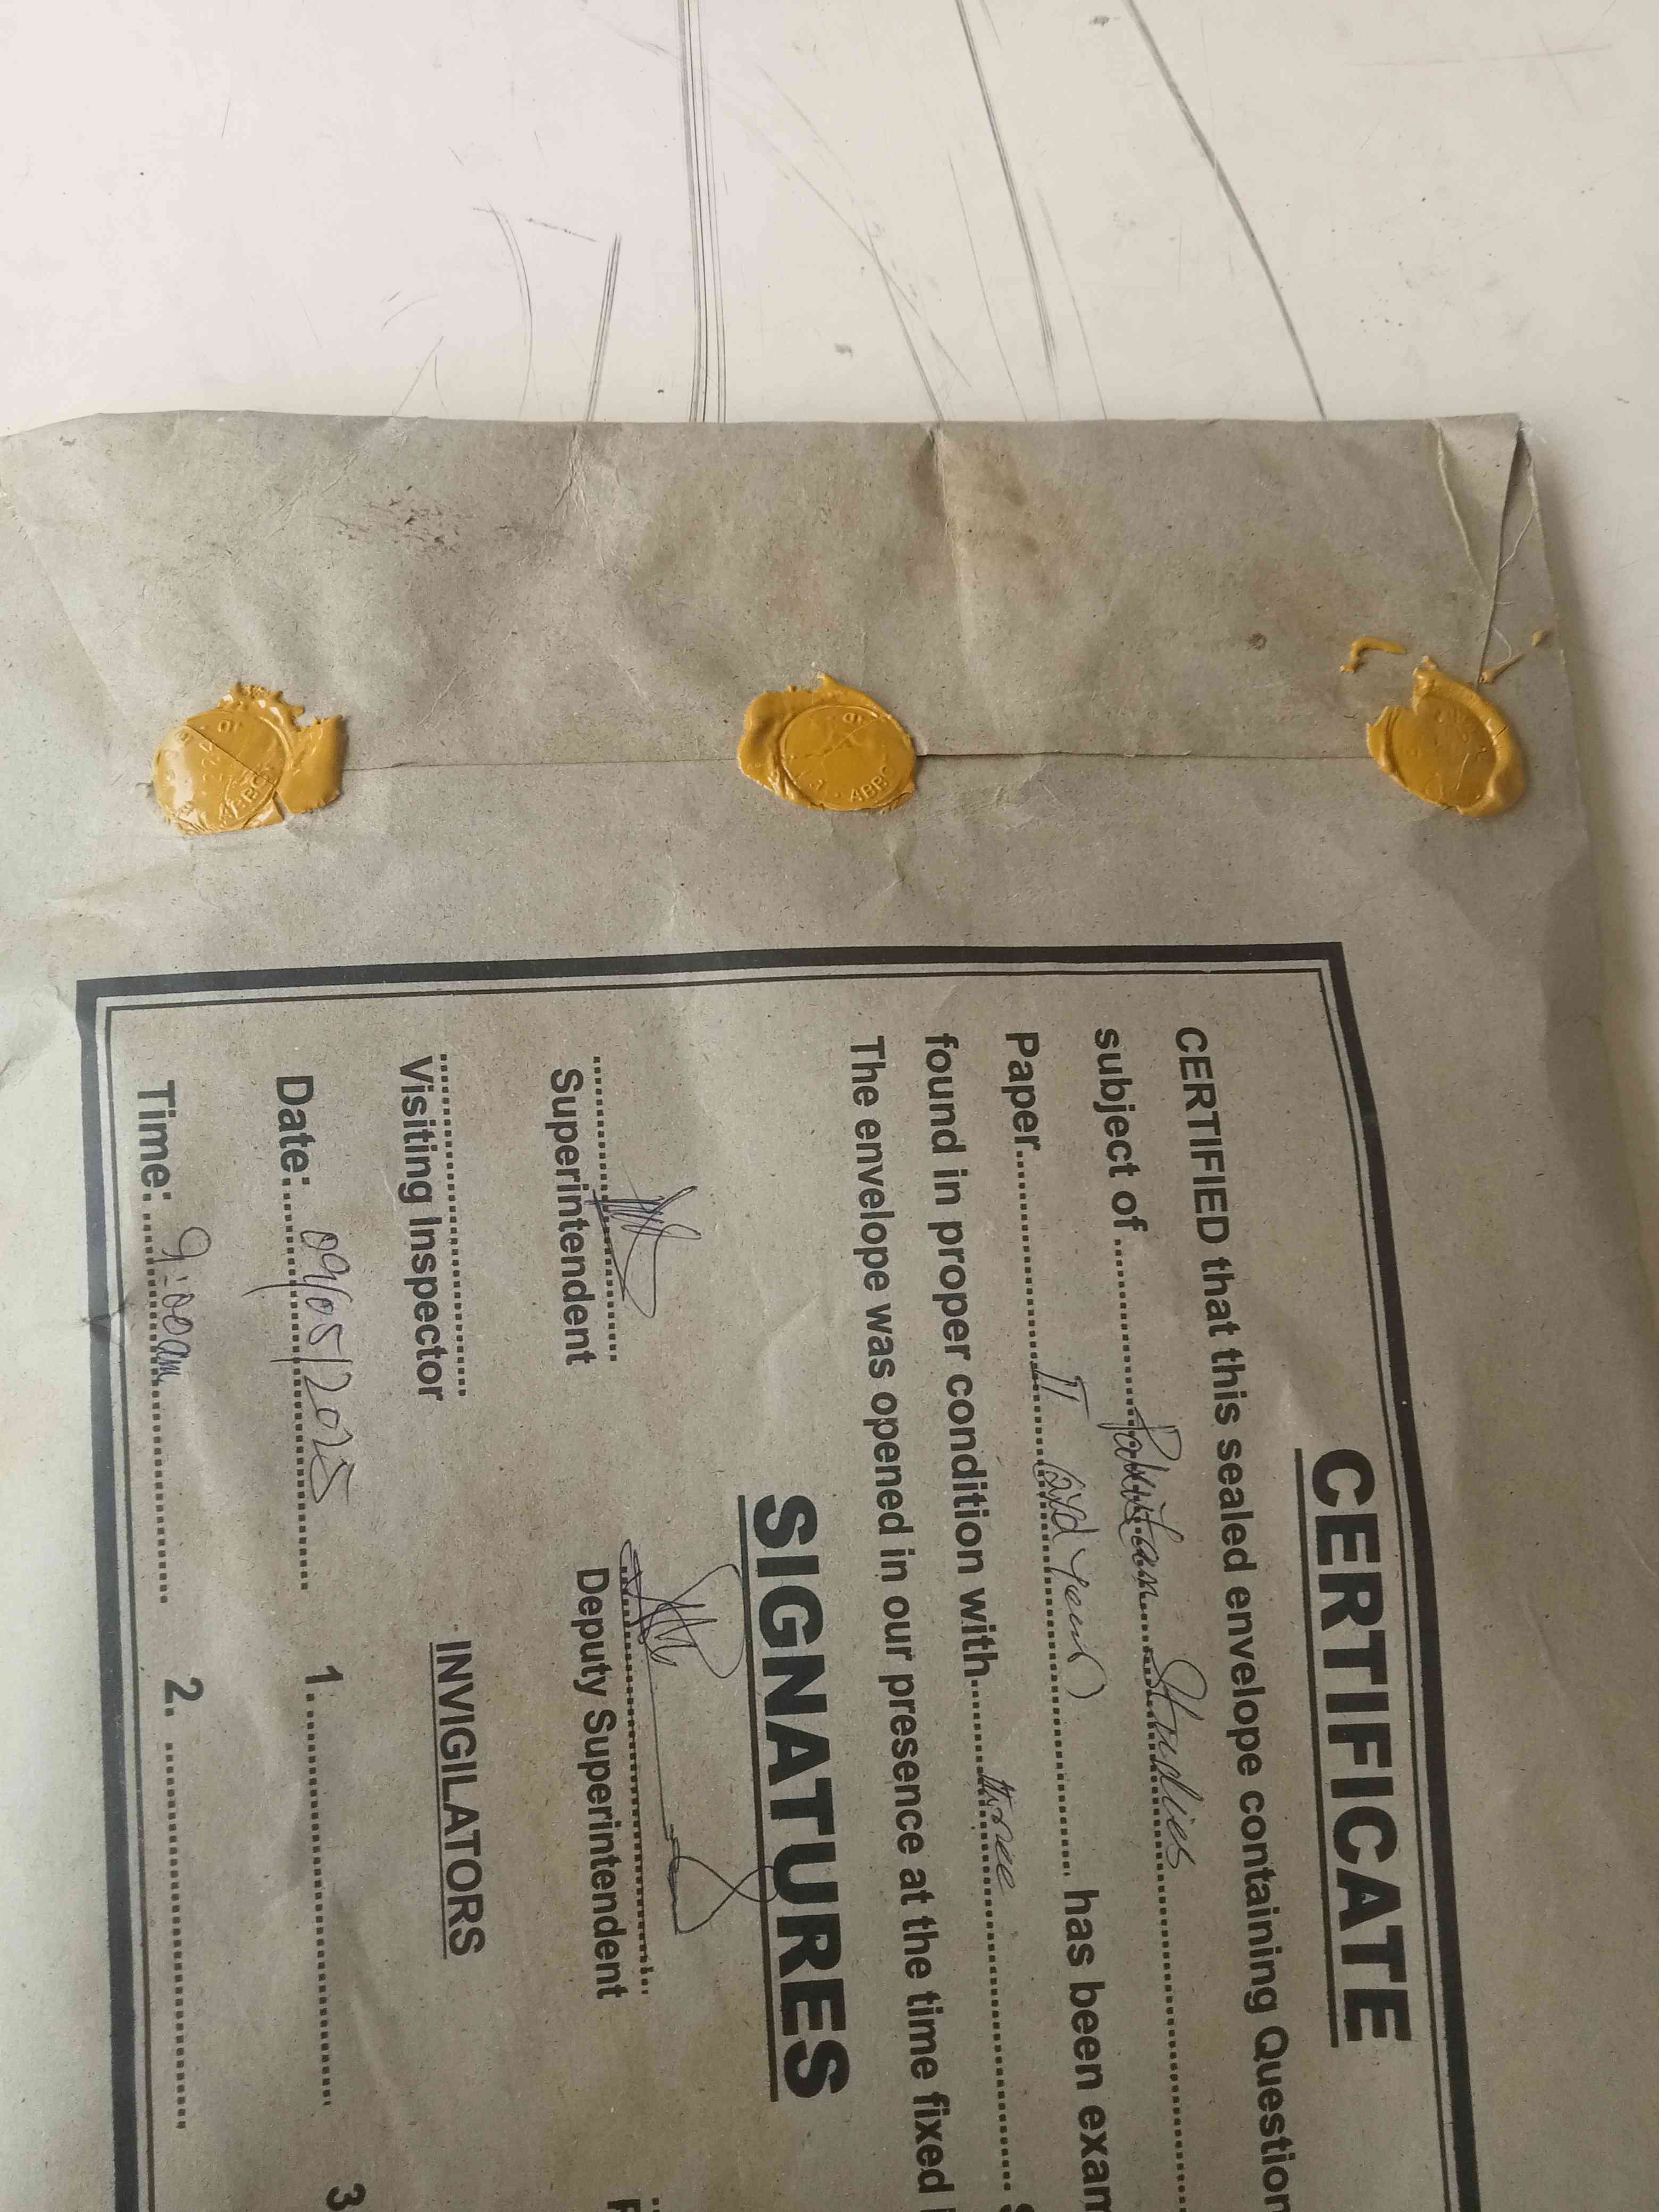 CERTIFICATE
CERTIFIED that this sealed envelope containing Question
subject of ........ Pakistan Studies ........
Paper ........ II (Old ........ has been exam
found in proper condition with ........ three ........ S
The envelope was opened in our presence at the time fixed
SIGNATURES
Superintendent
Deputy Superintendent
Visiting Inspector
INVIGILATORS
Date: 09/05/2025
1. ........ 3
Time: 9:00am
2. ........
ABBO
ABBO